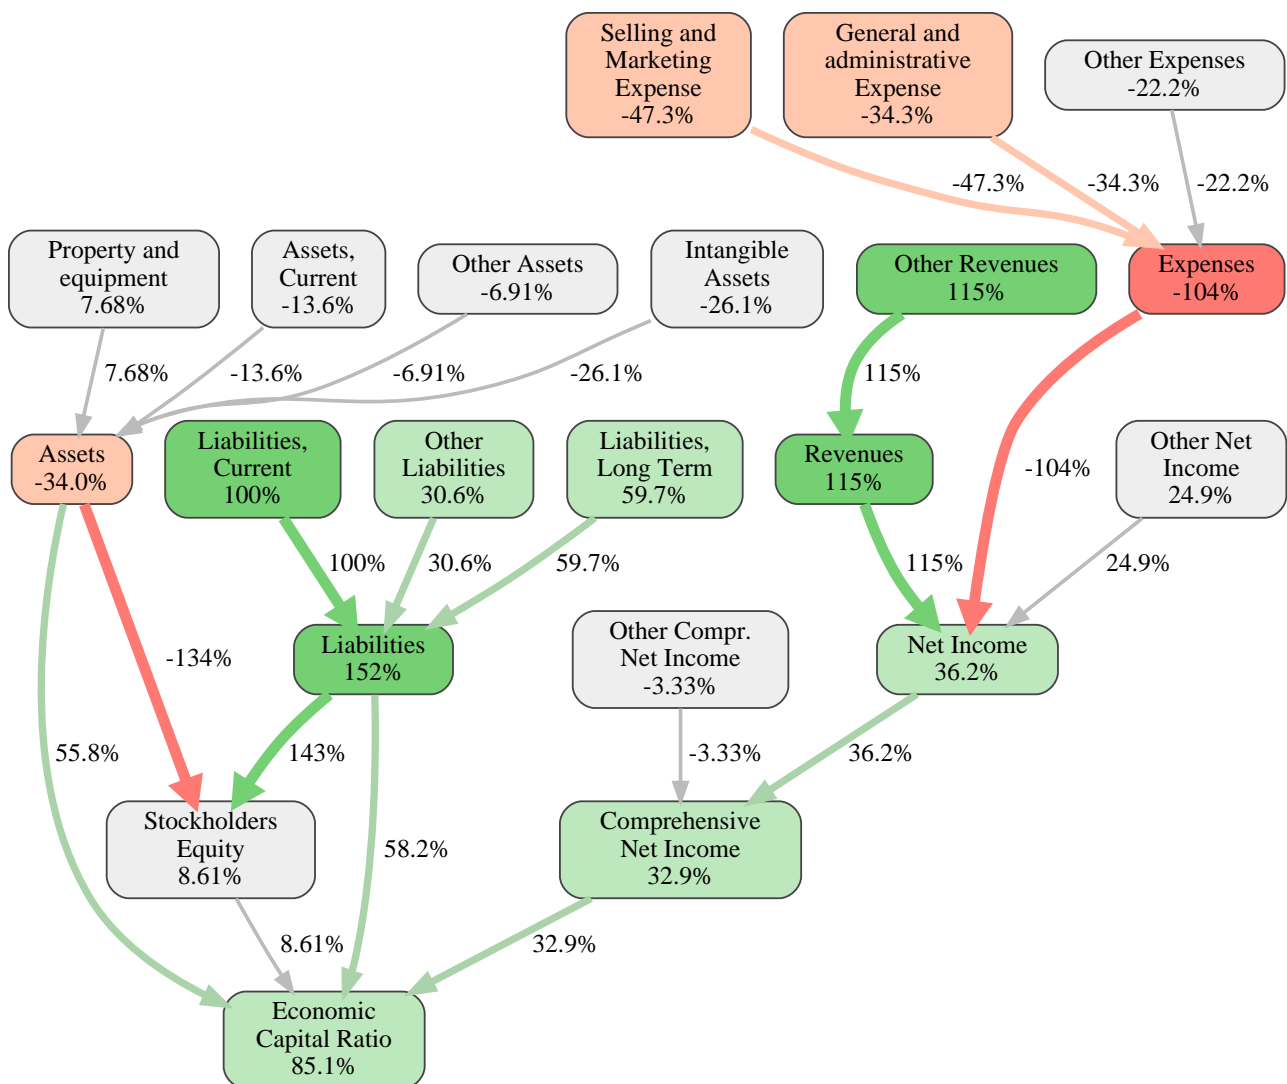 Selling and
Marketing
Expense
-47.3%
General and
administrative
Expense
-34.3%
Other Expenses
-22.2%
-47.3%
-34.3%
-22.2%
Property and
equipment
7.68%
Assets,
Current
-13.6%
Other Assets
-6.91%
Intangible
Assets
-26.1%
Other Revenues
115%
Expenses
-104%
7.68%
-13.6%
-6.91%
-26.1%
115%
Assets
-34.0%
Liabilities,
Current
100%
Other
Liabilities
30.6%
Liabilities,
Long Term
59.7%
Revenues
115%
-104%
Other Net
Income
24.9%
100%
30.6%
59.7%
115%
24.9%
-134%
Liabilities
152%
Other Compr.
Net Income
-3.33%
Net Income
36.2%
55.8%
143%
-3.33%
36.2%
Stockholders
Equity
8.61%
58.2%
Comprehensive
Net Income
32.9%
8.61%
32.9%
Economic
Capital Ratio
85.1%